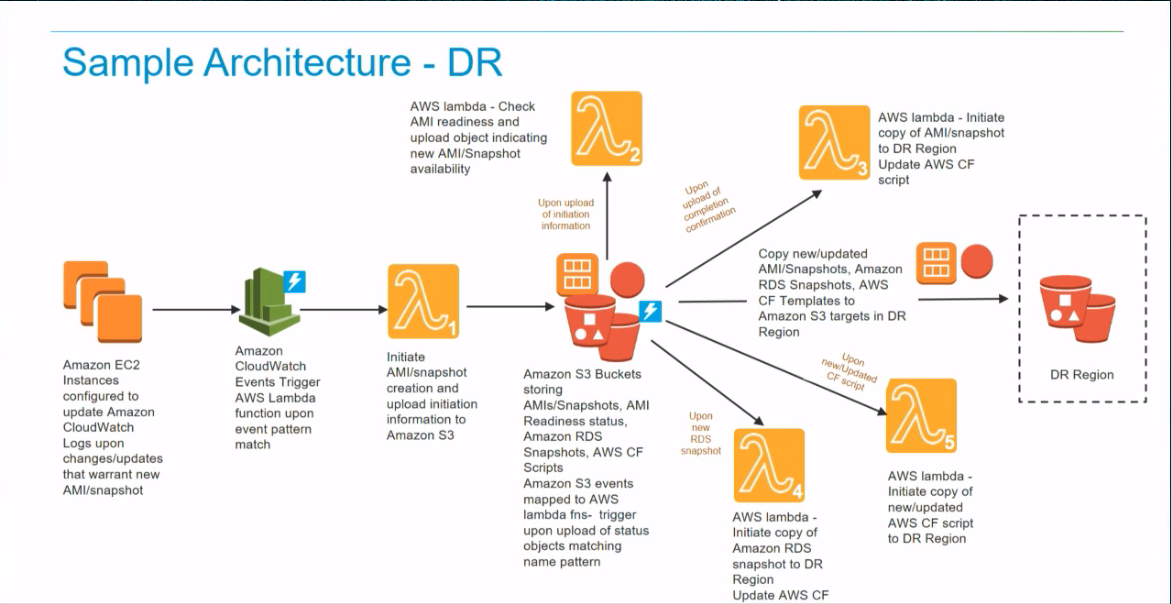 Sample Architecture - DR
AWS lambda - Check
AMI readiness and
upload object indicating
new AMI/Snapshot
availability
2
3
AWS lambda - Initiate
copy of AMI/snapshot
to DR Region
Update AWS CF
script
Upon upload
of initiation
information
Upon
upload of
completion
confirmation
Amazon EC2
Instances
configured to
update Amazon
CloudWatch
Logs upon
changes/updates
that warrant new
AMI/snapshot
Amazon
CloudWatch
Events Trigger
AWS Lambda
function upon
event pattern
match
1
Initiate
AMI/snapshot
creation and
upload initiation
information to
Amazon S3
Amazon S3 Buckets
storing
AMIs/Snapshots, AMI
Readiness status,
Amazon RDS
Snapshots, AWS CF
Scripts
Amazon S3 events
mapped to AWS
lambda fns- trigger
upon upload of status
objects matching
name pattern
Copy new/updated
AMI/Snapshots, Amazon
RDS Snapshots, AWS
CF Templates to
Amazon S3 targets in DR
Region
DR Region
Upon
new/Updated
CF script
Upon
new
RDS
snapshot
4
AWS lambda -
Initiate copy of
Amazon RDS
snapshot to DR
Region
Update AWS CF
5
AWS lambda -
Initiate copy of
new/updated
AWS CF script
to DR Region